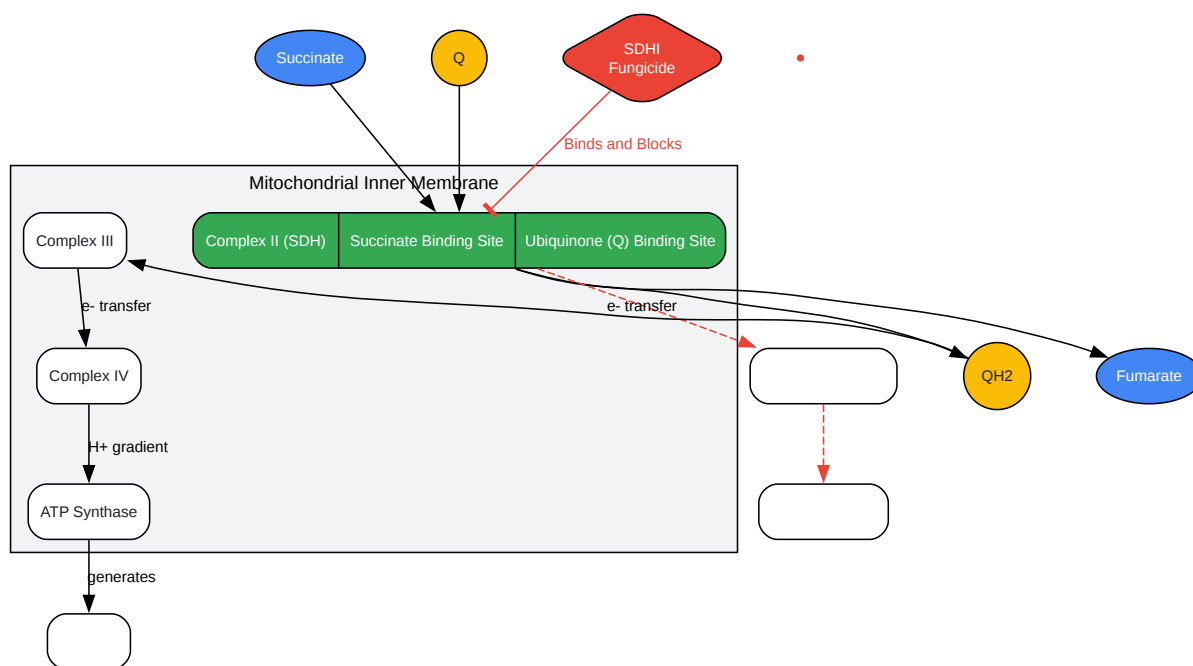 Succinate
Q
SDHI
Fungicide
Binds and Blocks
Mitochondrial Inner Membrane
Complex III
Complex II (SDH)
Succinate Binding Site
Ubiquinone (Q) Binding Site
e- transfer
e- transfer
Complex IV
QH2
Fumarate
H+ gradient
ATP Synthase
generates